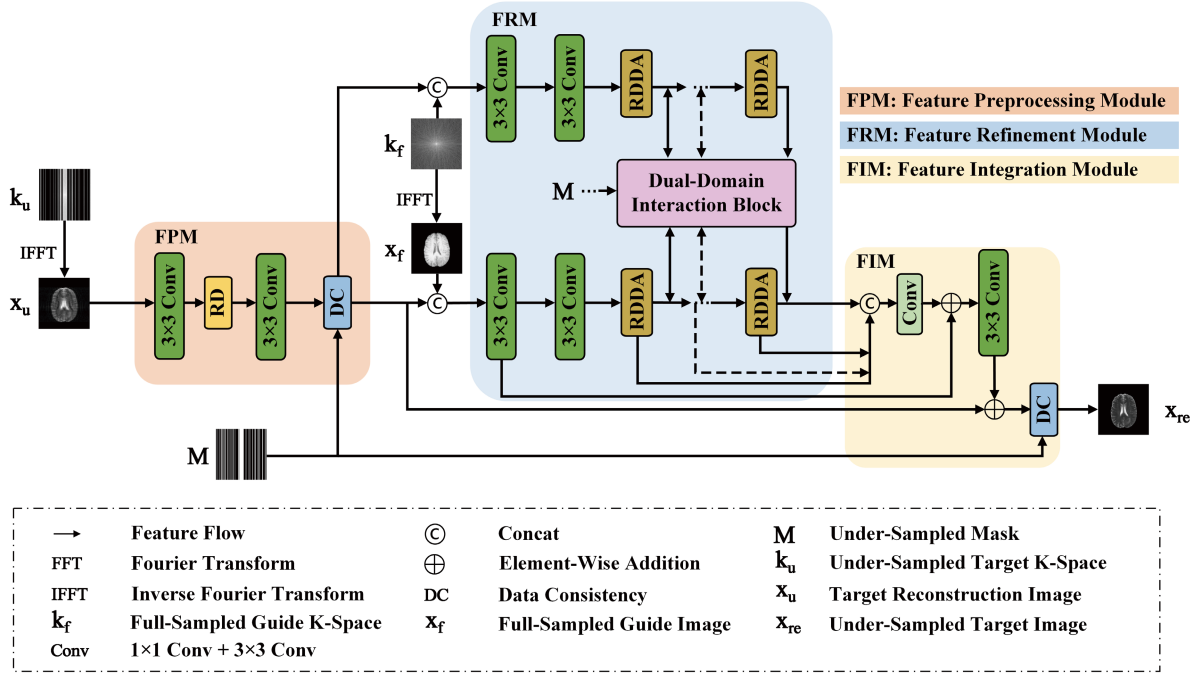 FRM
3×3 Conv
3×3 Conv
RDDA
...
RDDA
C
FPM: Feature Preprocessing Module
FRM: Feature Refinement Module
FIM: Feature Integration Module
k_f
IFFT
x_f
M ...
Dual-Domain
Interaction Block
k_u
IFFT
x_u
FPM
3×3 Conv
RD
3×3 Conv
DC
C
3×3 Conv
3×3 Conv
RDDA
...
RDDA
FIM
C
Conv
3×3 Conv
DC
x_re
M
Feature Flow
C Concat
M Under-Sampled Mask
FFT Fourier Transform
Element-Wise Addition
k_u Under-Sampled Target K-Space
IFFT Inverse Fourier Transform
DC Data Consistency
x_u Target Reconstruction Image
k_f Full-Sampled Guide K-Space
x_f Full-Sampled Guide Image
x_re Under-Sampled Target Image
Conv 1×1 Conv + 3×3 Conv